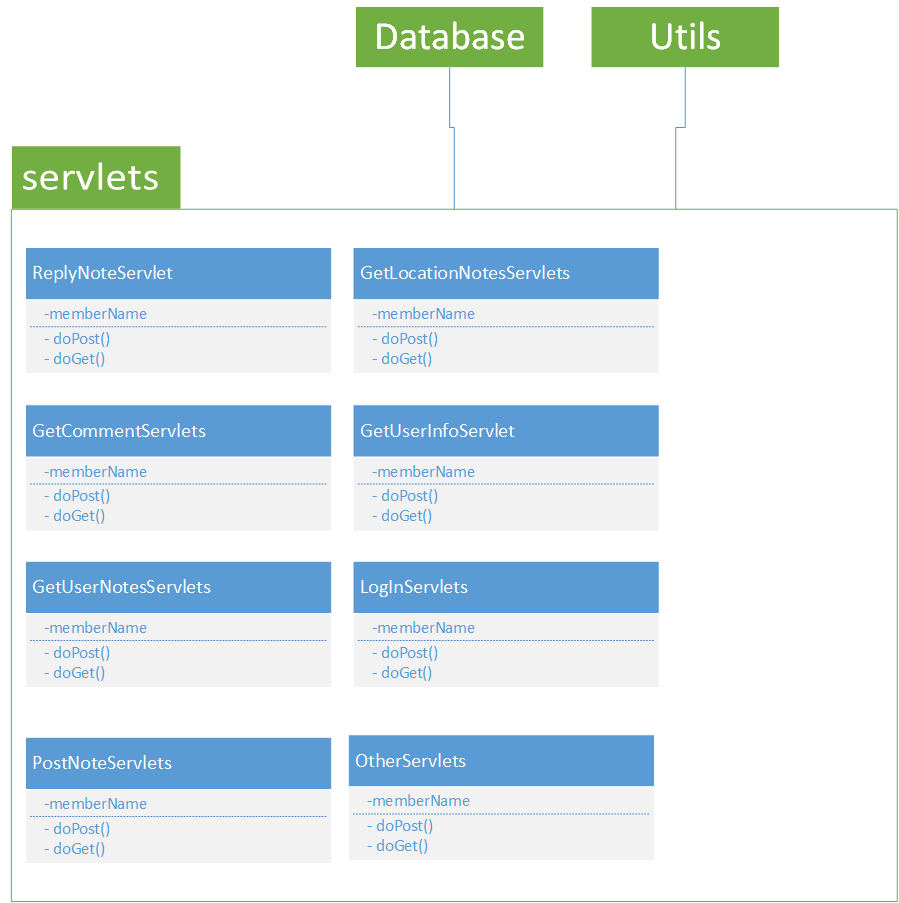 Database
Utils
servlets
ReplyNoteServlet
-memberName
- doPost()
- doGet()
GetLocationNotesServlets
-memberName
- doPost()
- doGet()
GetCommentServlets
-memberName
- doPost()
- doGet()
GetUserInfoServlet
-memberName
- doPost()
- doGet()
GetUserNotesServlets
-memberName
- doPost()
- doGet()
LogInServlets
-memberName
- doPost()
- doGet()
PostNoteServlets
-memberName
- doPost()
- doGet()
OtherServlets
-memberName
- doPost()
- doGet()